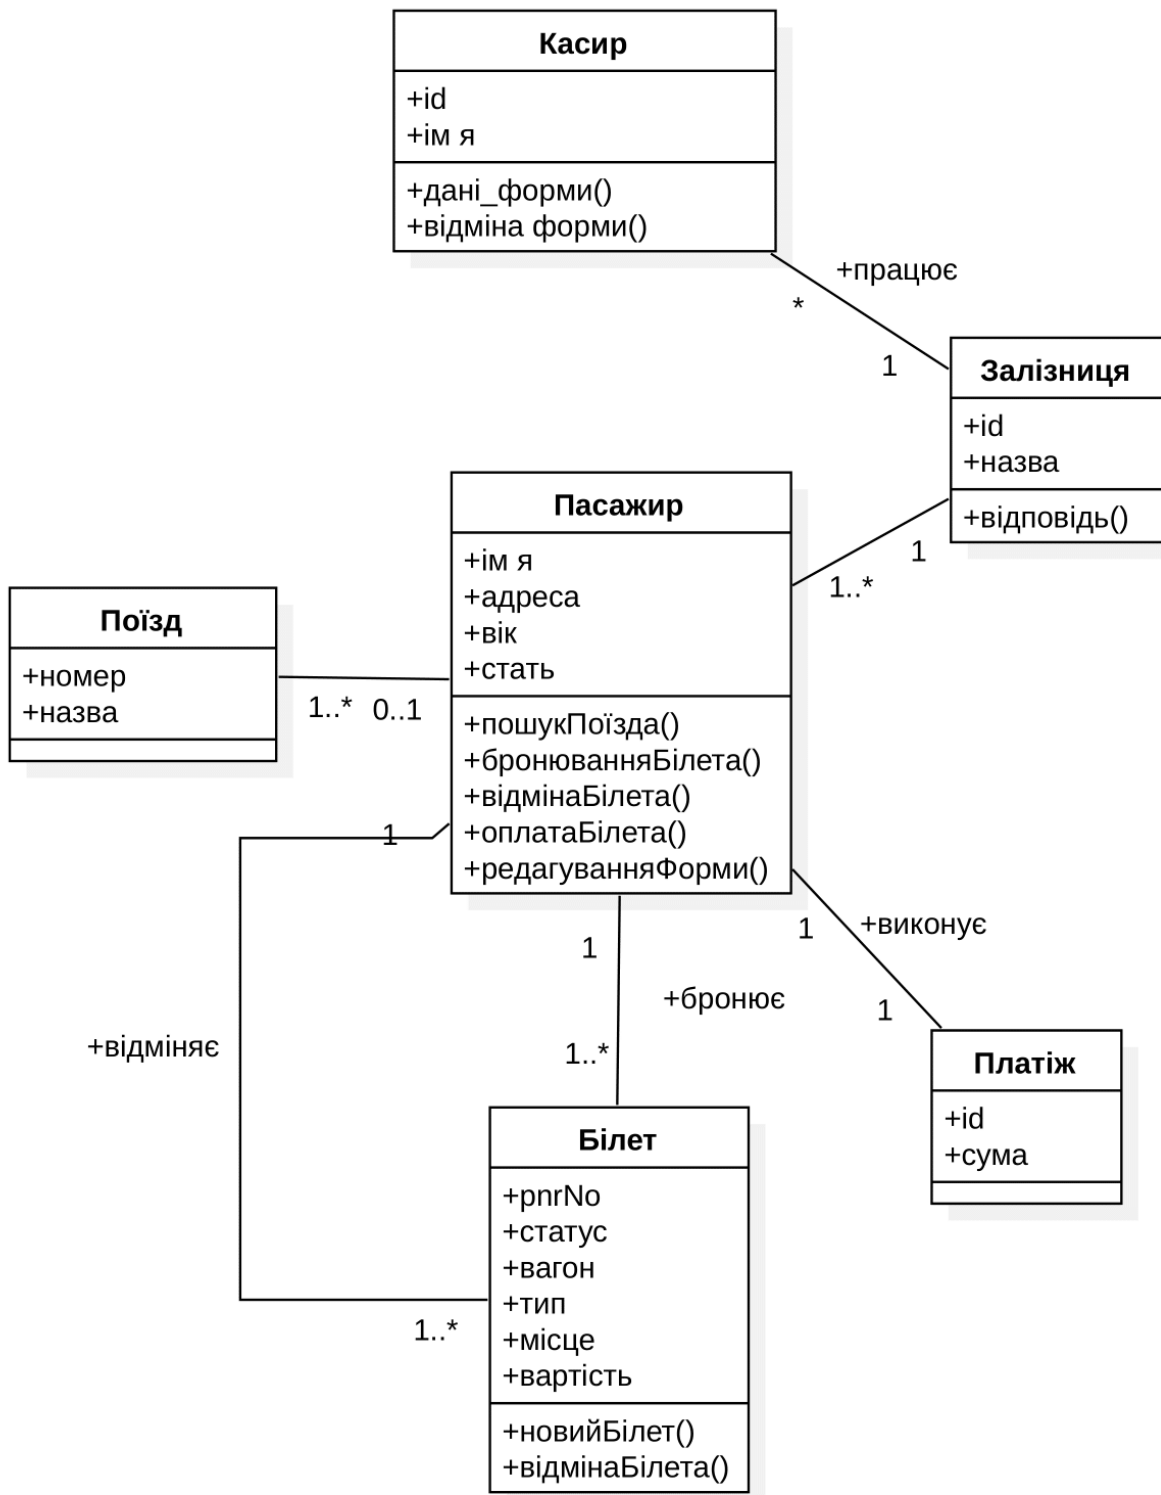 Касир
+id
+ім я
+дані_форми()
+відміна форми()
+працює
*
1
Залізниця
+id
+назва
+відповідь()
1
1..*
Пасажир
+ім я
+адреса
+вік
+стать
+пошукПоїзда()
+бронюванняБілета()
+відмінаБілета()
+оплатаБілета()
+редагуванняФорми()
Поїзд
+номер
+назва
1..*
0..1
1
+відміняє
1..*
1
+бронює
1..*
1
+виконує
1
Платіж
+id
+сума
Білет
+pnrNo
+статус
+вагон
+тип
+місце
+вартість
+новийБілет()
+відмінаБілета()